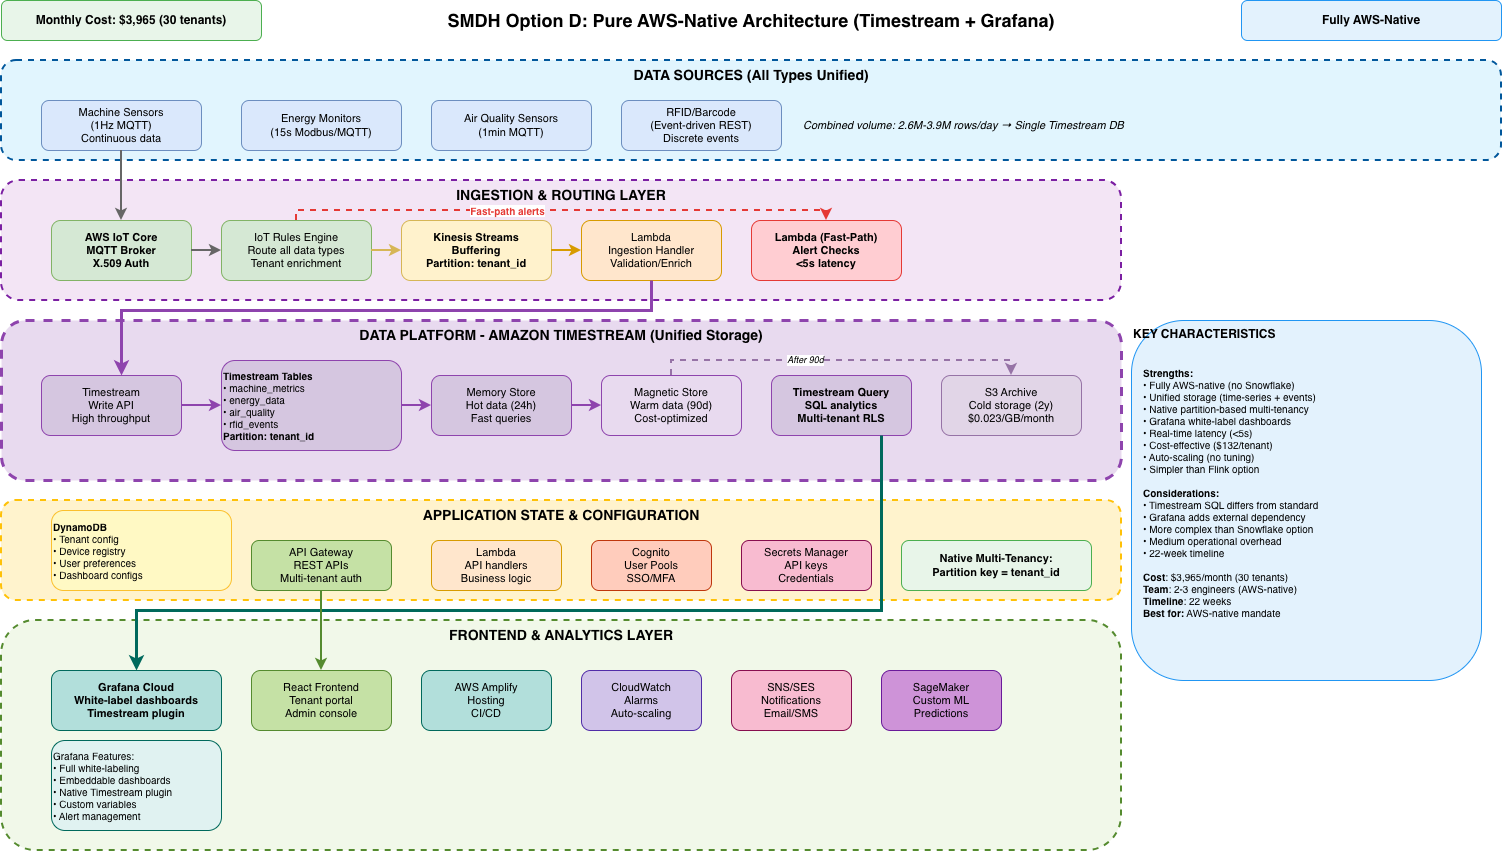 Monthly Cost: $3,965 (30 tenants)
SMDH Option D: Pure AWS-Native Architecture (Timestream + Grafana)
Fully AWS-Native
DATA SOURCES (All Types Unified)
Machine Sensors
(1Hz MQTT)
Continuous data
Energy Monitors
(15s Modbus/MQTT)
Air Quality Sensors
(1min MQTT)
RFID/Barcode
(Event-driven REST)
Discrete events
Combined volume: 2.6M-3.9M rows/day → Single Timestream DB
INGESTION & ROUTING LAYER
Fast-path alerts
AWS IoT Core
MQTT Broker
X.509 Auth
IoT Rules Engine
Route all data types
Tenant enrichment
Kinesis Streams
Buffering
Partition: tenant_id
Lambda
Ingestion Handler
Validation/Enrich
Lambda (Fast-Path)
Alert Checks
<5s latency
DATA PLATFORM - AMAZON TIMESTREAM (Unified Storage)
After 90d
Timestream
Write API
High throughput
Timestream Tables
• machine_metrics
• energy_data
• air_quality
• rfid_events
Partition: tenant_id
Memory Store
Hot data (24h)
Fast queries
Magnetic Store
Warm data (90d)
Cost-optimized
Timestream Query
SQL analytics
Multi-tenant RLS
S3 Archive
Cold storage (2y)
$0.023/GB/month
KEY CHARACTERISTICS
Strengths:
• Fully AWS-native (no Snowflake)
• Unified storage (time-series + events)
• Native partition-based multi-tenancy
• Grafana white-label dashboards
• Real-time latency (<5s)
• Cost-effective ($132/tenant)
• Auto-scaling (no tuning)
• Simpler than Flink option
Considerations:
• Timestream SQL differs from standard
• Grafana adds external dependency
• More complex than Snowflake option
• Medium operational overhead
• 22-week timeline
Cost: $3,965/month (30 tenants)
Team: 2-3 engineers (AWS-native)
Timeline: 22 weeks
Best for: AWS-native mandate
APPLICATION STATE & CONFIGURATION
DynamoDB
• Tenant config
• Device registry
• User preferences
• Dashboard configs
API Gateway
REST APIs
Multi-tenant auth
Lambda
API handlers
Business logic
Cognito
User Pools
SSO/MFA
Secrets Manager
API keys
Credentials
Native Multi-Tenancy:
Partition key = tenant_id
FRONTEND & ANALYTICS LAYER
Grafana Cloud
White-label dashboards
Timestream plugin
React Frontend
Tenant portal
Admin console
AWS Amplify
Hosting
CI/CD
CloudWatch
Alarms
Auto-scaling
SNS/SES
Notifications
Email/SMS
SageMaker
Custom ML
Predictions
Grafana Features:
• Full white-labeling
• Embeddable dashboards
• Native Timestream plugin
• Custom variables
• Alert management